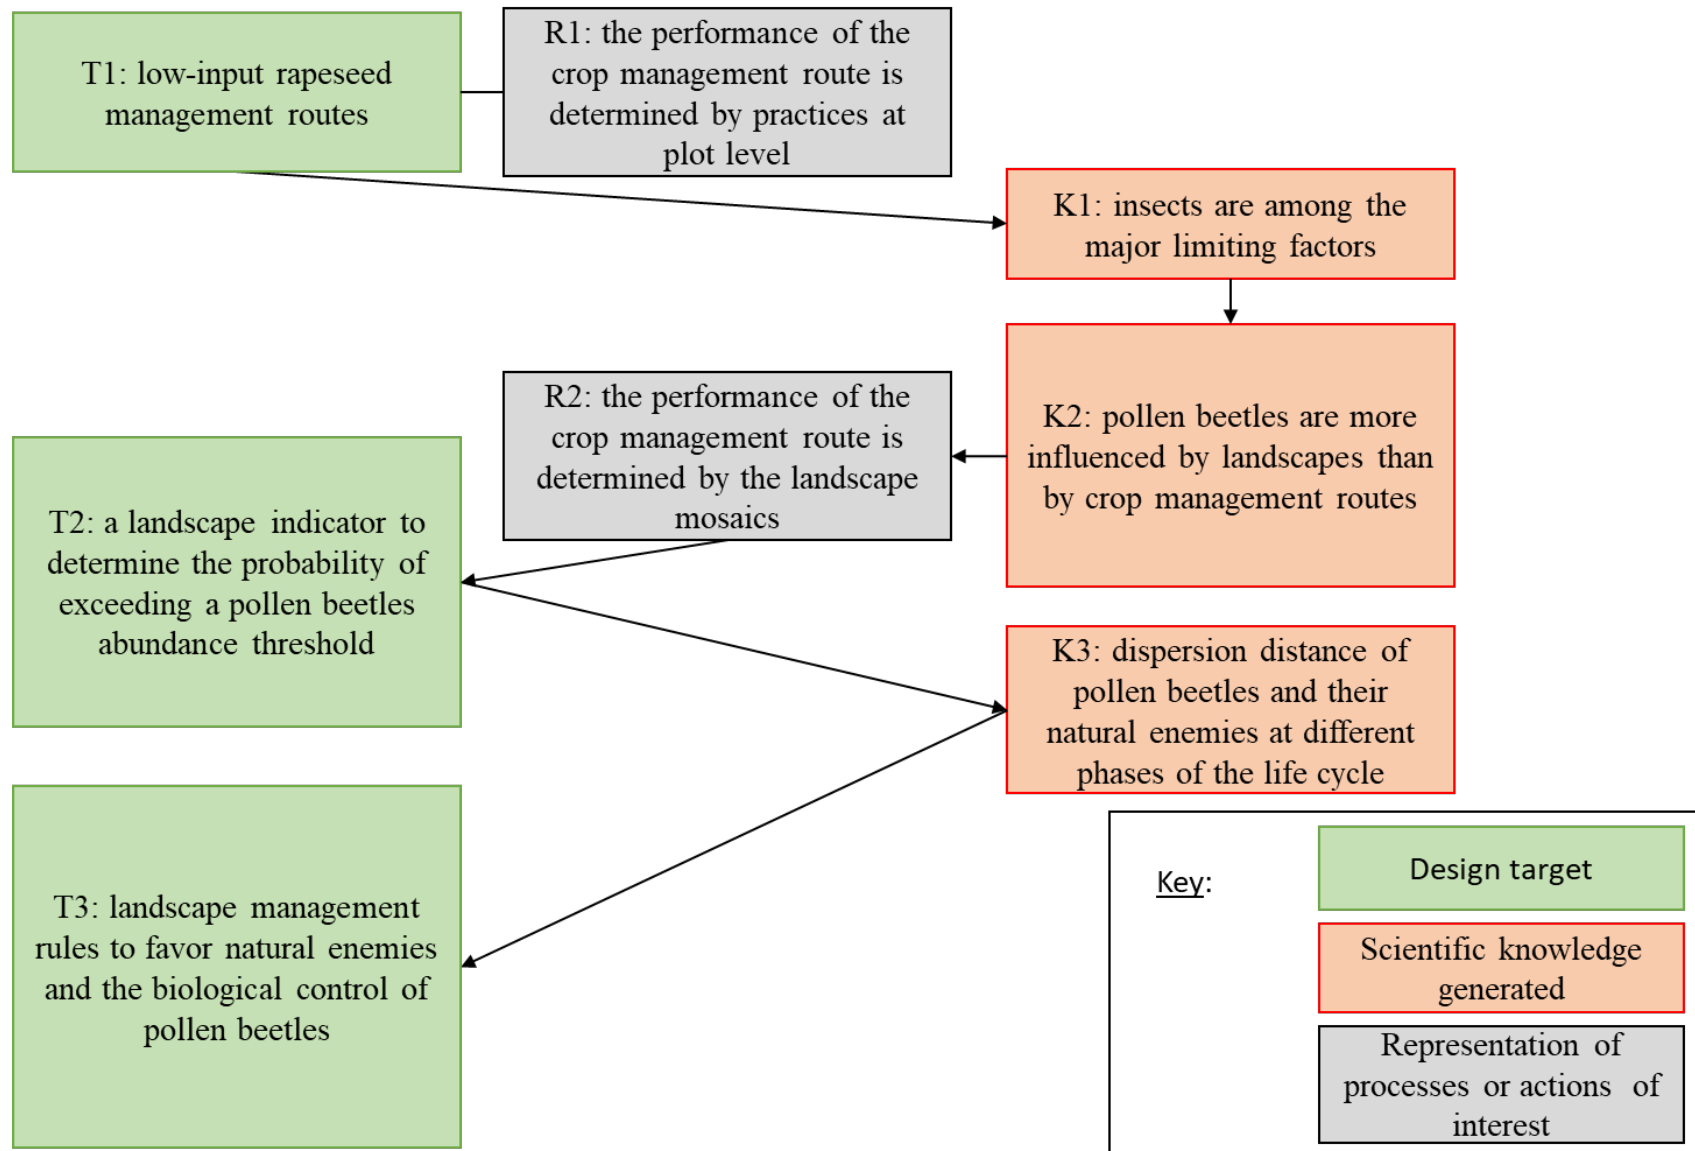 T1: low-input rapeseed
management routes
R1: the performance of the
crop management route is
determined by practices at
plot level
K1: insects are among the
major limiting factors
K2: pollen beetles are more
influenced by landscapes than
by crop management routes
R2: the performance of the
crop management route is
determined by the landscape
mosaics
T2: a landscape indicator to
determine the probability of
exceeding a pollen beetles
abundance threshold
K3: dispersion distance of
pollen beetles and their
natural enemies at different
phases of the life cycle
T3: landscape management
rules to favor natural enemies
and the biological control of
pollen beetles
Key:
Design target
Scientific knowledge
generated
Representation of
processes or actions of
interest